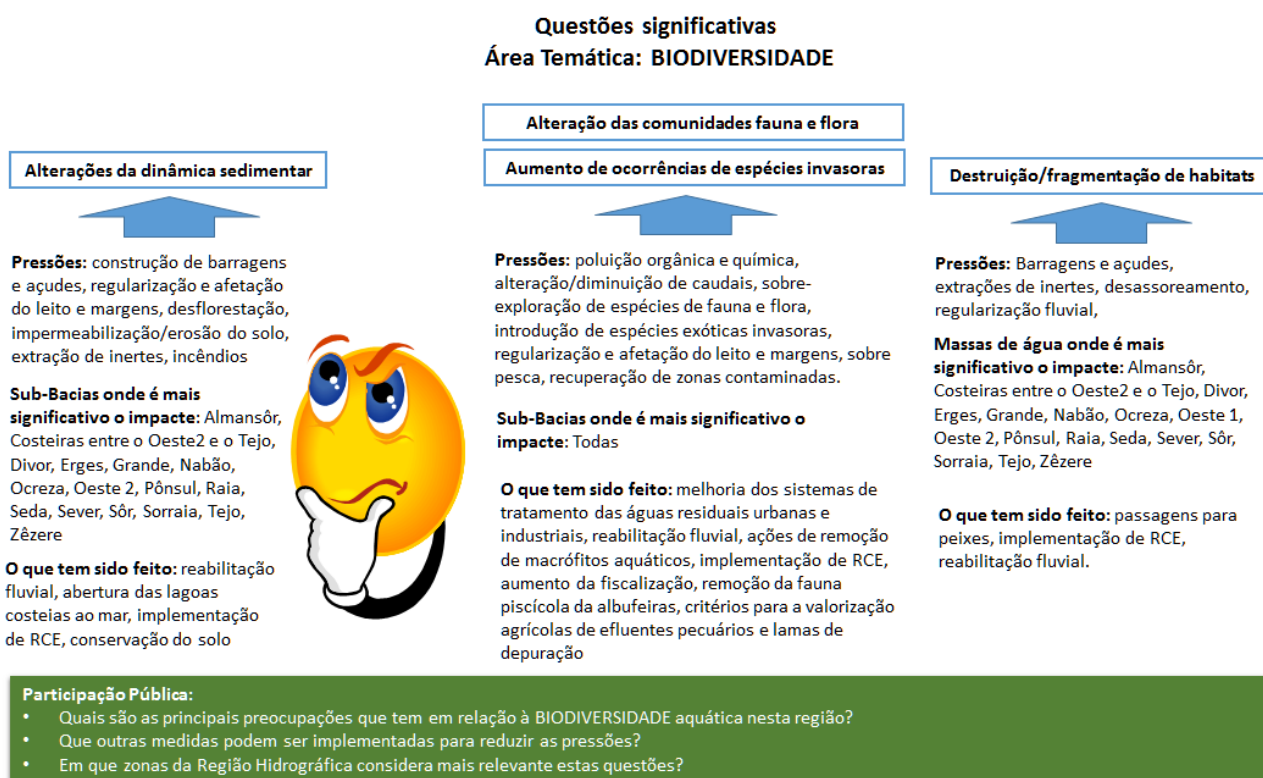 Questões significativas
Área Temática: BIODIVERSIDADE
Alterações da dinâmica sedimentar
Pressões: construção de barragens
e açudes, regularização e afetação
do leito e margens, desflorestação,
impermeabilização/erosão do solo,
extração de inertes, incêndios
Sub-Bacias onde é mais
significativo o impacte: Almansôr,
Costeiras entre o Oeste2 e o Tejo,
Divor, Erges, Grande, Nabão,
Ocreza, Oeste 2, Pônsul, Raia,
Seda, Sever, Sôr, Sorraia, Tejo,
Zêzere
O que tem sido feito: reabilitação
fluvial, abertura das lagoas
costeias ao mar, implementação
de RCE, conservação do solo
Alteração das comunidades fauna e flora
Aumento de ocorrências de espécies invasoras
Pressões: poluição orgânica e química,
alteração/diminuição de caudais, sobre-
exploração de espécies de fauna e flora,
introdução de espécies exóticas invasoras,
regularização e afetação do leito e margens, sobre
pesca, recuperação de zonas contaminadas.
Sub-Bacias onde é mais significativo o
impacte: Todas
O que tem sido feito: melhoria dos sistemas de
tratamento das águas residuais urbanas e
industriais, reabilitação fluvial, ações de remoção
de macrófitos aquáticos, implementação de RCE,
aumento da fiscalização, remoção da fauna
piscícola da albufeiras, critérios para a valorização
agrícolas de efluentes pecuários e lamas de
depuração
Destruição/fragmentação de habitats
Pressões: Barragens e açudes,
extrações de inertes, desassoreamento,
regularização fluvial,
Massas de água onde é mais
significativo o impacte: Almansôr,
Costeiras entre o Oeste2 e o Tejo, Divor,
Erges, Grande, Nabão, Ocreza, Oeste 1,
Oeste 2, Pônsul, Raia, Seda, Sever, Sôr,
Sorraia, Tejo, Zêzere
O que tem sido feito: passagens para
peixes, implementação de RCE,
reabilitação fluvial.
Participação Pública:
• Quais são as principais preocupações que tem em relação à BIODIVERSIDADE aquática nesta região?
• Que outras medidas podem ser implementadas para reduzir as pressões?
• Em que zonas da Região Hidrográfica considera mais relevante estas questões?